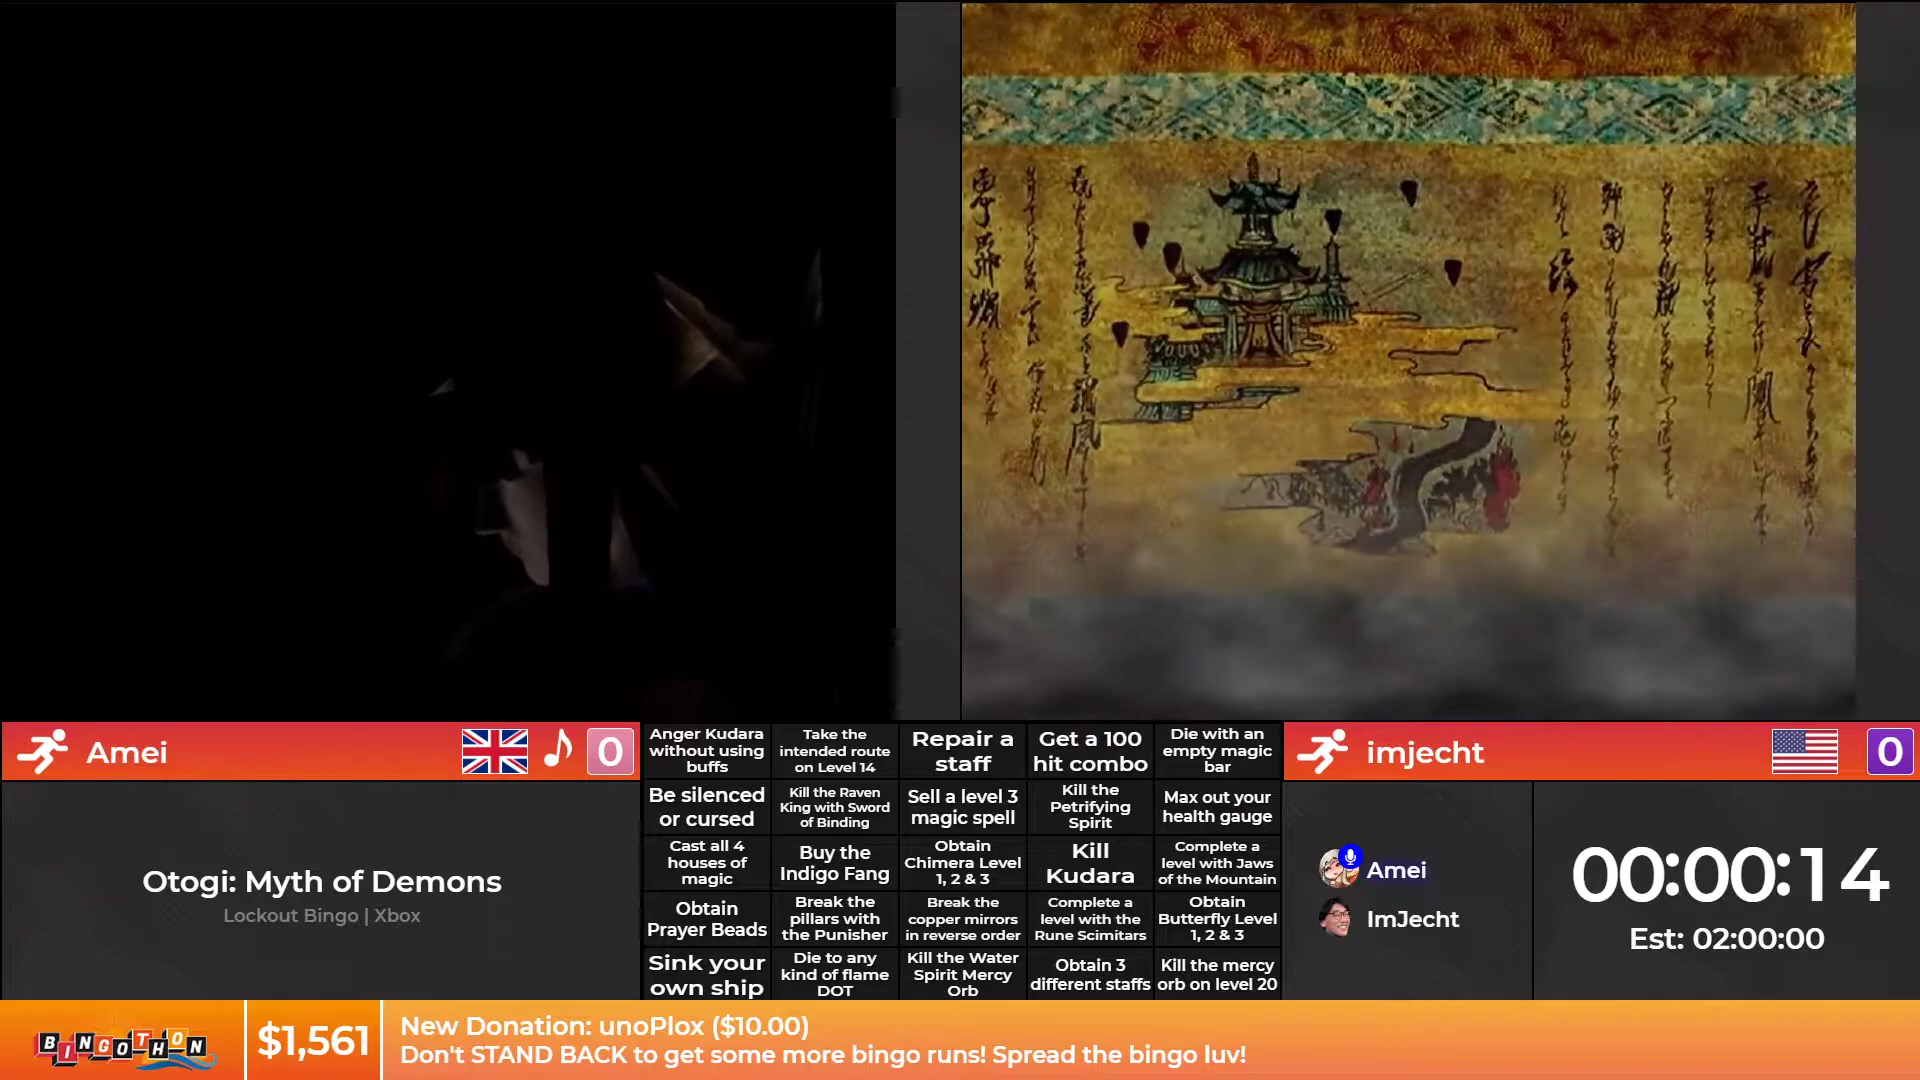 Amei
0
Anger Kudara
without using
buffs
Take the
intended route
on Level 14
Repair a
staff
Get a 100
hit combo
Die with an
empty magic
bar
imjecht
0
Be silenced
or cursed
Kill the Raven
King with Sword
of Binding
Sell a level 3
magic spell
Kill the
Petrifying
Spirit
Max out your
health gauge
Cast all 4
houses of
magic
Buy the
Indigo Fang
Obtain
Chimera Level
1, 2 & 3
Kill
Kudara
Complete a
level with Jaws
of the Mountain
Obtain
Prayer Beads
Break the
pillars with
the Punisher
Break the
copper mirrors
in reverse order
Complete a
level with the
Rune Scimitars
Obtain
Butterfly Level
1, 2 & 3
Sink your
own ship
Die to any
kind of flame
DOT
Kill the Water
Spirit Mercy
Orb
Obtain 3
different staffs
Kill the mercy
orb on level 20
Otogi: Myth of Demons
Lockout Bingo | Xbox
Amei
ImJecht
00:00:14
Est: 02:00:00
BINGOTHON
$1,561
New Donation: unoPlox ($10.00)
Don't STAND BACK to get some more bingo runs! Spread the bingo luv!